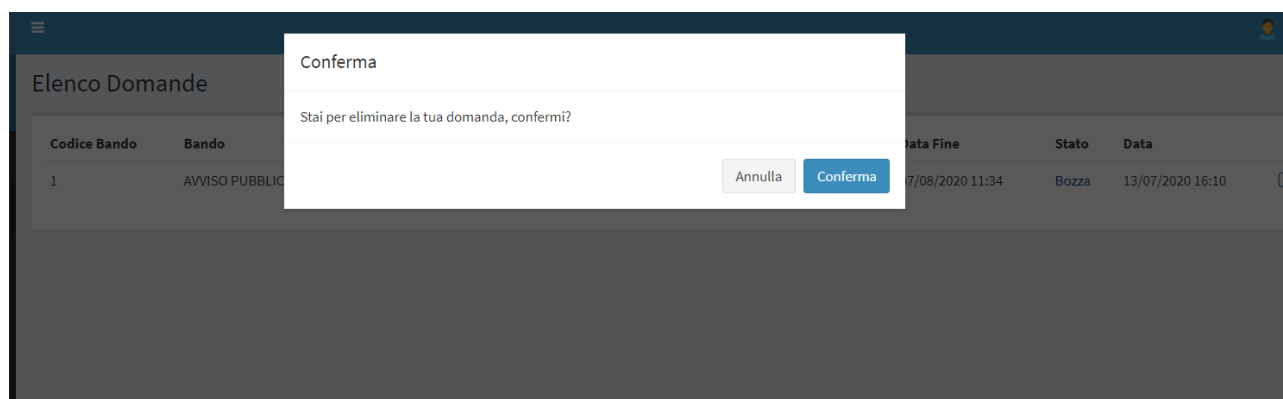 Conferma
Elenco Domande
Stai per eliminare la tua domanda, confermi?
Codice Bando Bando Data Fine Stato Data
Annulla Conferma
1 AVVISO PUBBLIC 7/08/2020 11:34 Bozza 13/07/2020 16:10